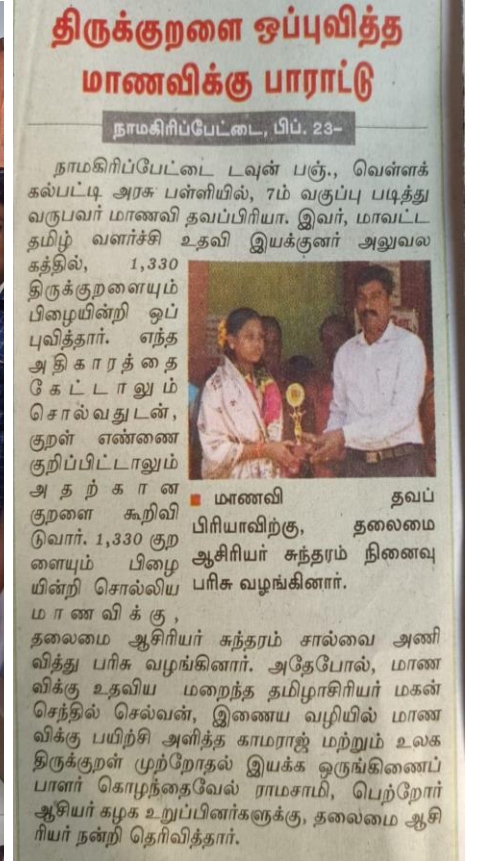 திருக்குறளை ஒப்புவித்த
மாணவிக்கு பாராட்டு
நாமகிரிப்பேட்டை, பிப். 23–
நாமகிரிப்பேட்டை டவுன் பஞ்., வெள்ளக்
கல்பட்டி அரசு பள்ளியில், 7ம் வகுப்பு படித்து
வருபவர் மாணவி தவப்பிரியா. இவர், மாவட்ட
தமிழ் வளர்ச்சி உதவி இயக்குனர் அலுவல
கத்தில், 1,330
திருக்குறளையும்
பிழையின்றி ஒப்
புவித்தார். எந்த
அதிகாரத்தை
கேட்டாலும்
சொல்வதுடன்,
குறள் எண்ணை
குறிப்பிட்டாலும்
அதற்கான
குறளை கூறிவி
டுவார். 1,330 குற
ளையும் பிழை
யின்றி சொல்லிய
மாணவிக்கு,
தலைமை ஆசிரியர் சுந்தரம் சால்வை அணி
வித்து பரிசு வழங்கினார். அதேபோல், மாண
விக்கு உதவிய மறைந்த தமிழாசிரியர் மகன்
செந்தில் செல்வன், இணைய வழியில் மாண
விக்கு பயிற்சி அளித்த காமராஜ் மற்றும் உலக
திருக்குறள் முற்றோதல் இயக்க ஒருங்கிணைப்
பாளர் கொழந்தைவேல் ராமசாமி, பெற்றோர்
ஆசியர் கழக உறுப்பினர்களுக்கு, தலைமை ஆசி
ரியர் நன்றி தெரிவித்தார்.
மாணவி தவப்
பிரியாவிற்கு, தலைமை
ஆசிரியர் சுந்தரம் நினைவு
பரிசு வழங்கினார்.